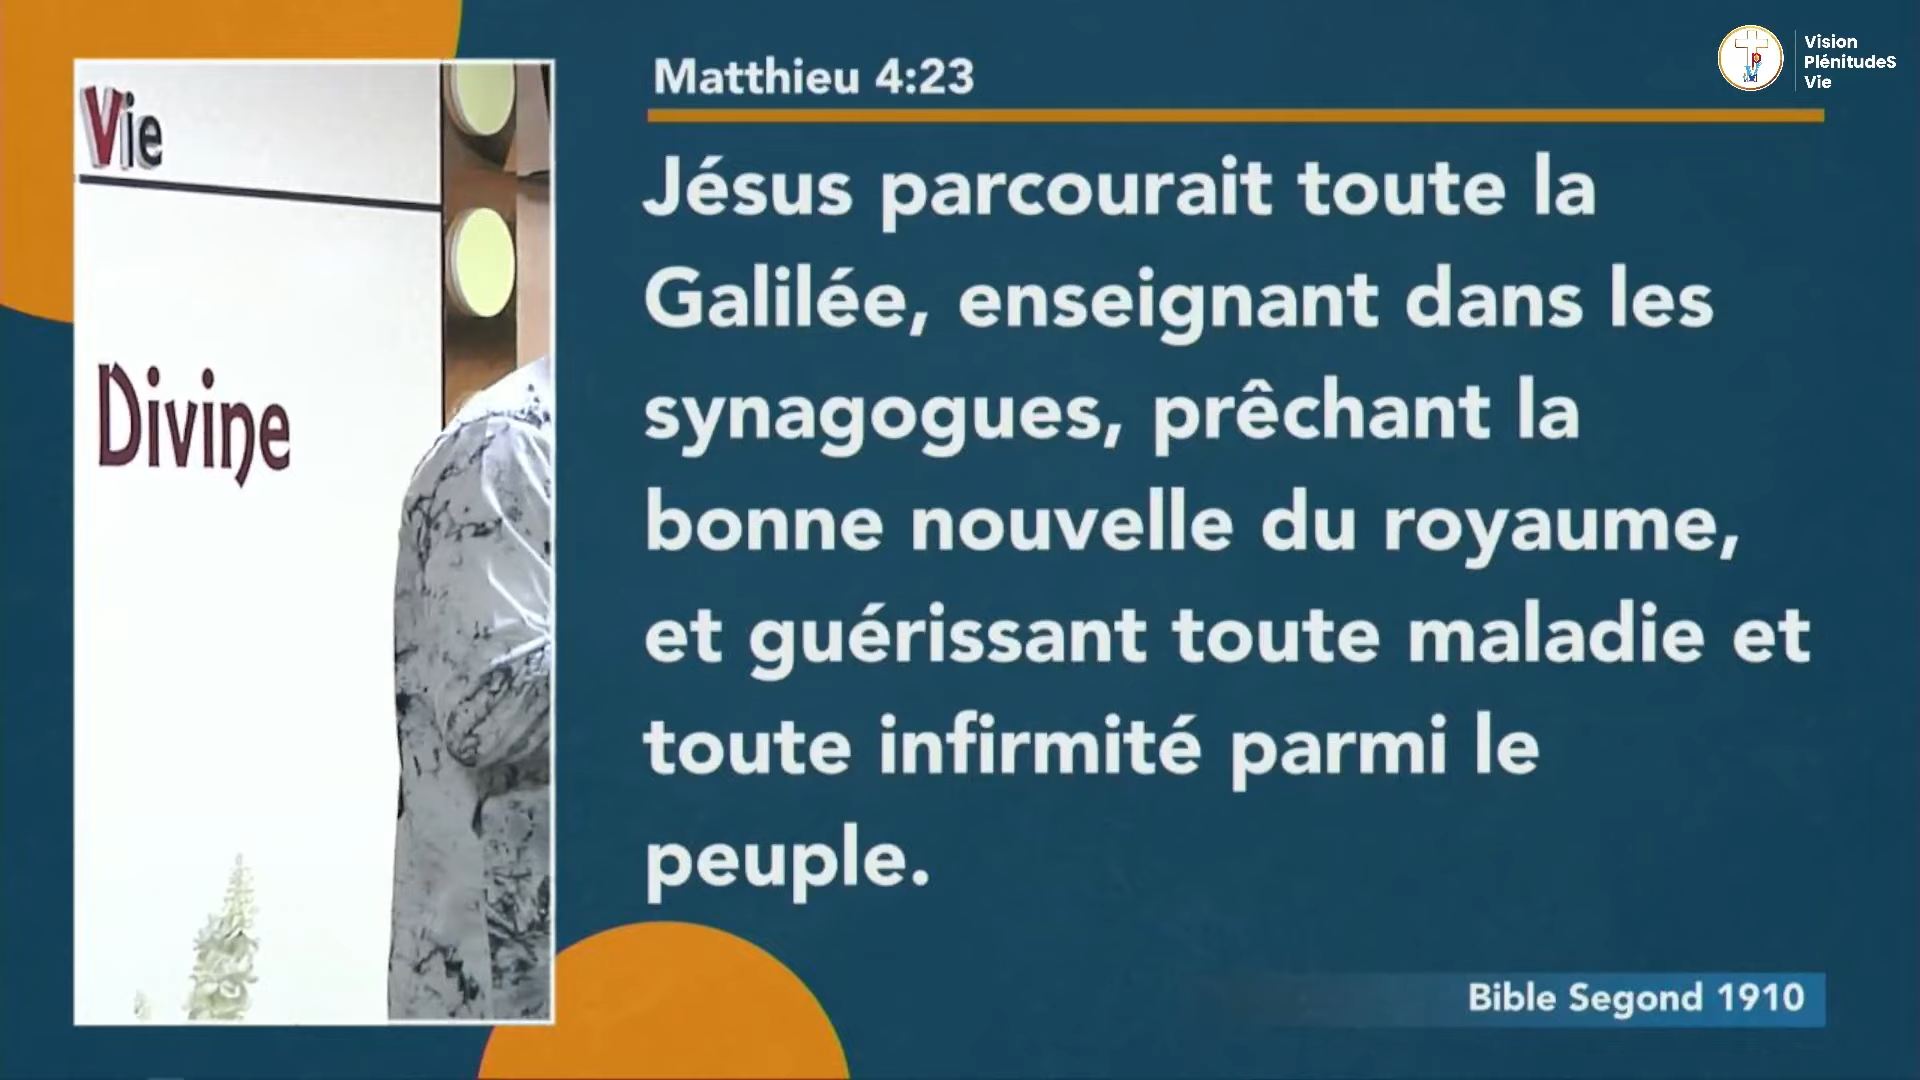 Vie
Divine
Matthieu 4:23
Jésus parcourait toute la
Galilée, enseignant dans les
synagogues, prêchant la
bonne nouvelle du royaume,
et guérissant toute maladie et
toute infirmité parmi le
peuple.
Bible Segond 1910
Vision
PlénitudeS
Vie